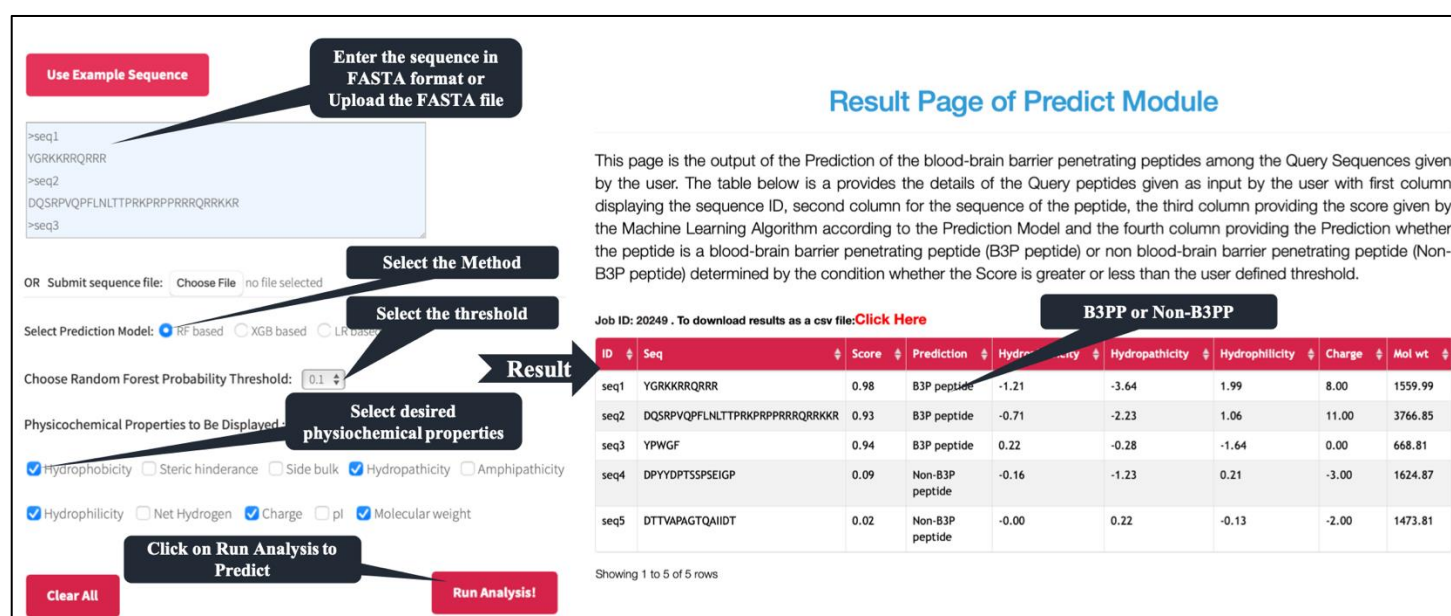 Use Example Sequence
Enter the sequence in
FASTA format or
Upload the FASTA file
>seq1
YGRKKRRQRRR
>seq2
DQSRPVQPFLNLTTPRKPRPPRRRQRRKKR
>seq3
Select the Method
OR Submit sequence file: Choose File no file selected
Select the threshold
Select Prediction Model: RF based XGB based LR based
Choose Random Forest Probability Threshold: 0.1
Select desired
physiochemical properties
Physicochemical Properties to Be Displayed :
Hydrophobicity Steric hinderance Side bulk Hydropathicity Amphipathicity
Hydrophilicity Net Hydrogen Charge pI Molecular weight
Click on Run Analysis to
Predict
Clear All Run Analysis!
Result
Result Page of Predict Module
This page is the output of the Prediction of the blood-brain barrier penetrating peptides among the Query Sequences given
by the user. The table below is a provides the details of the Query peptides given as input by the user with first column
displaying the sequence ID, second column for the sequence of the peptide, the third column providing the score given by
the Machine Learning Algorithm according to the Prediction Model and the fourth column providing the Prediction whether
the peptide is a blood-brain barrier penetrating peptide (B3P peptide) or non blood-brain barrier penetrating peptide (Non-
B3P peptide) determined by the condition whether the Score is greater or less than the user defined threshold.
B3PP or Non-B3PP
Job ID: 20249 . To download results as a csv file:Click Here
ID Seq Score Prediction Hydrophobicity Hydropathicity Hydrophilicity Charge Mol wt
seq1 YGRKKRRQRRR 0.98 B3P peptide -1.21 -3.64 1.99 8.00 1559.99
seq2 DQSRPVQPFLNLTTPRKPRPPRRRQRRKKR 0.93 B3P peptide -0.71 -2.23 1.06 11.00 3766.85
seq3 YPWGF 0.94 B3P peptide 0.22 -0.28 -1.64 0.00 668.81
seq4 DPYYDPTSSPSEIGP 0.09 Non-B3P -0.16 -1.23 0.21 -3.00 1624.87
peptide
seq5 DTTVAPAGTQAIIDT 0.02 Non-B3P -0.00 0.22 -0.13 -2.00 1473.81
peptide
Showing 1 to 5 of 5 rows